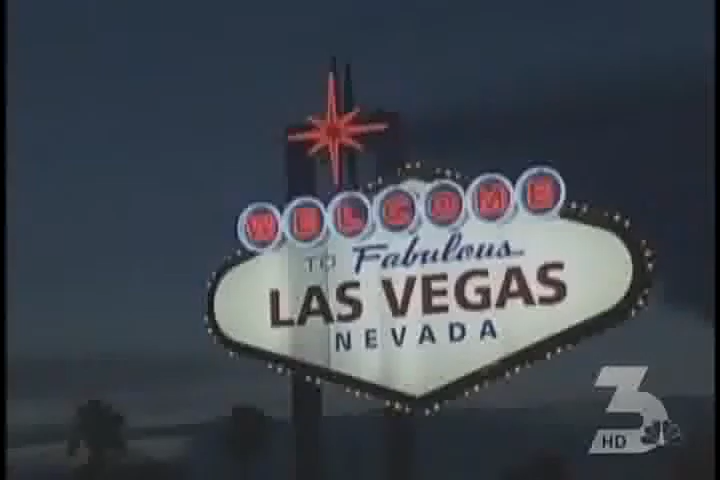 WELCOME
TO Fabulous
LAS VEGAS
NEVADA
3
HD